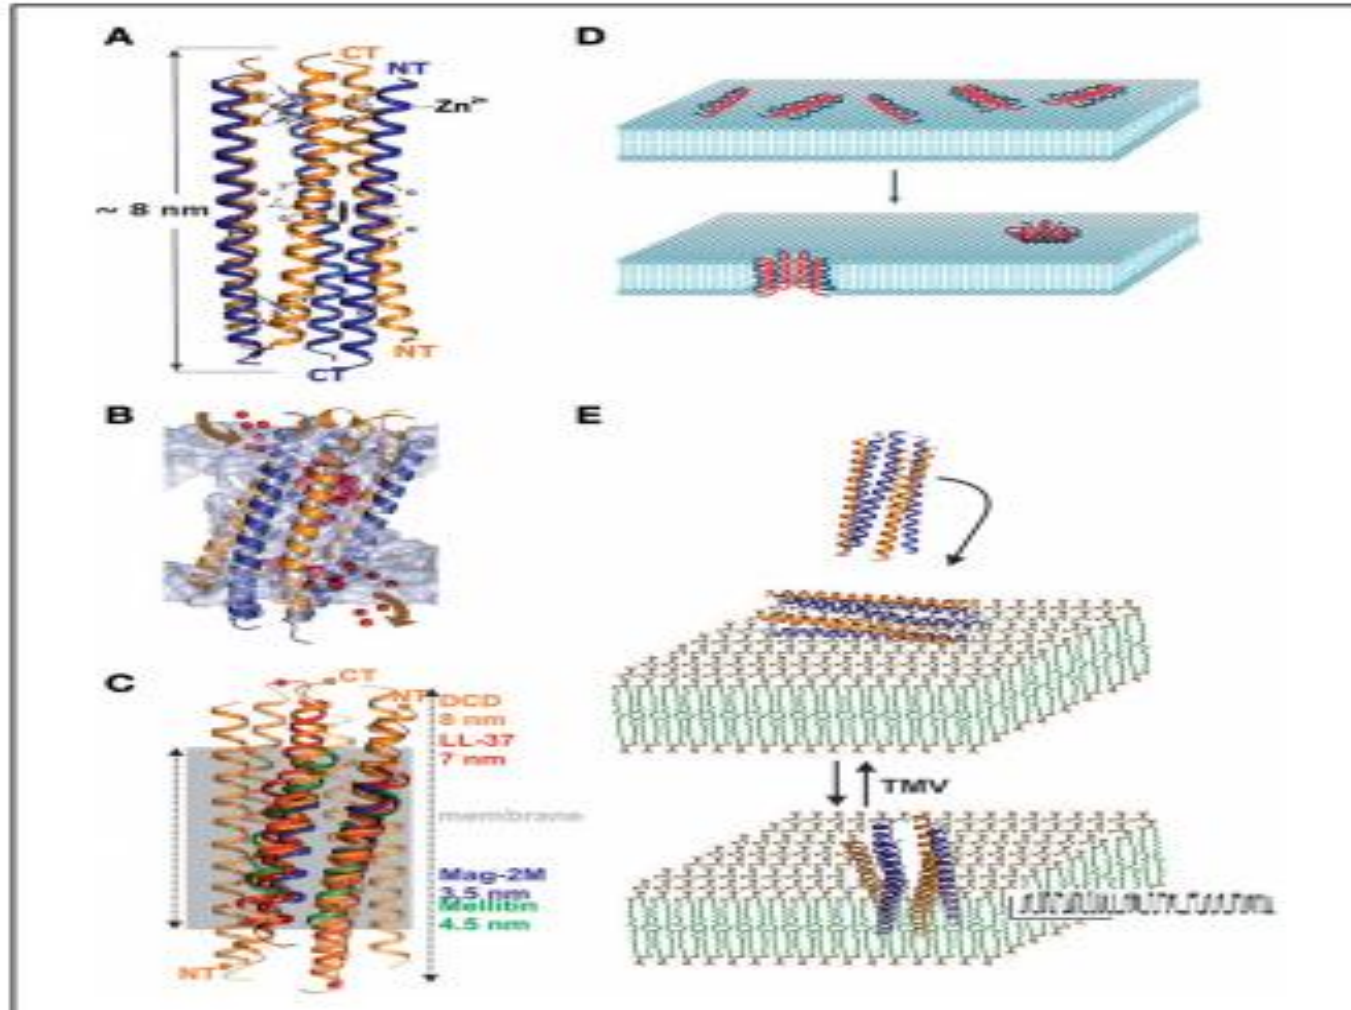 A
CT
NT
Zn²⁺
~ 8 nm
NT
CT
B
C
CT
NT
DCD
8 nm
LL-37
7 nm
membrane
Mag-2M
3.5 nm
Mellitin
4.5 nm
NT
D
E
TMV